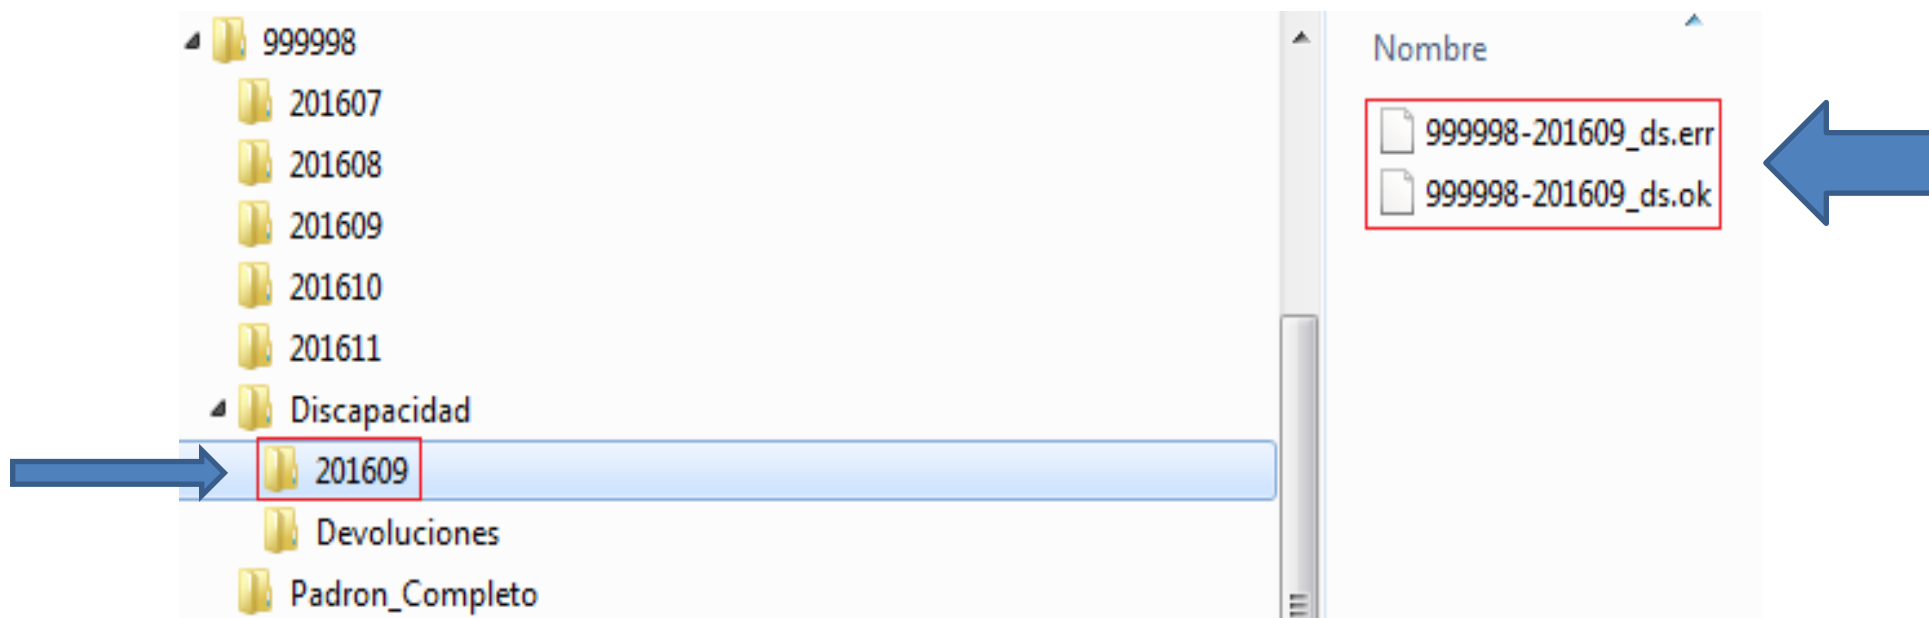 999998
201607
201608
201609
201610
201611
Discapacidad
201609
Devoluciones
Padron_Completo
Nombre
999998-201609_ds.err
999998-201609_ds.ok